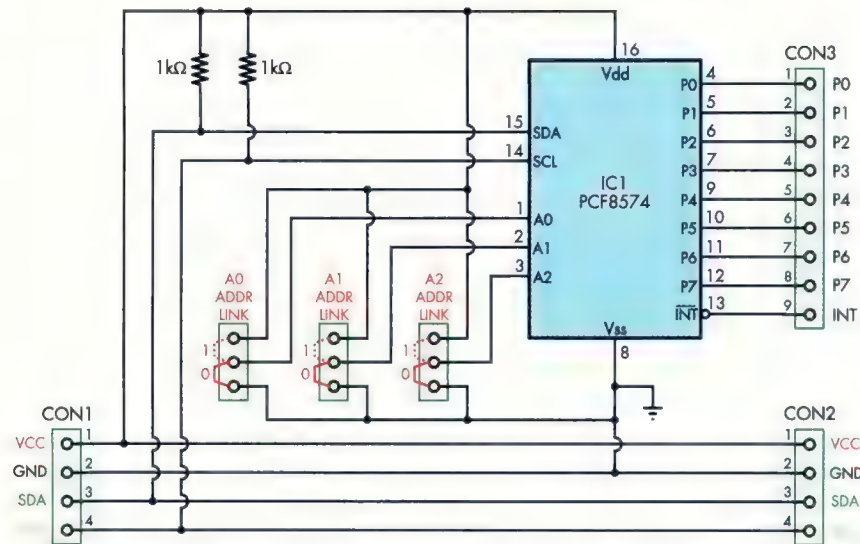 1kΩ
1kΩ
16
Vdd
15
SDA
14
SCL
1
A0
2
A1
3
A2
IC1
PCF8574
P0
4
P1
5
P2
6
P3
7
P4
9
P5
10
P6
11
P7
12
INT
13
Vss
8
CON3
1
P0
2
P1
3
P2
4
P3
5
P4
6
P5
7
P6
8
P7
9
INT
A0
ADDR
LINK
1
0
A1
ADDR
LINK
1
0
A2
ADDR
LINK
1
0
CON1
VCC
1
GND
2
SDA
3
4
CON2
1
VCC
2
GND
3
SDA
4